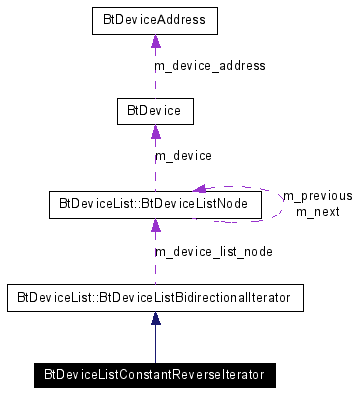 BtDeviceAddress
m_device_address
BtDevice
m_device
BtDeviceList::BtDeviceListNode
m_previous
m_next
m_device_list_node
BtDeviceList::BtDeviceListBidirectionalIterator
BtDeviceListConstantReverseIterator